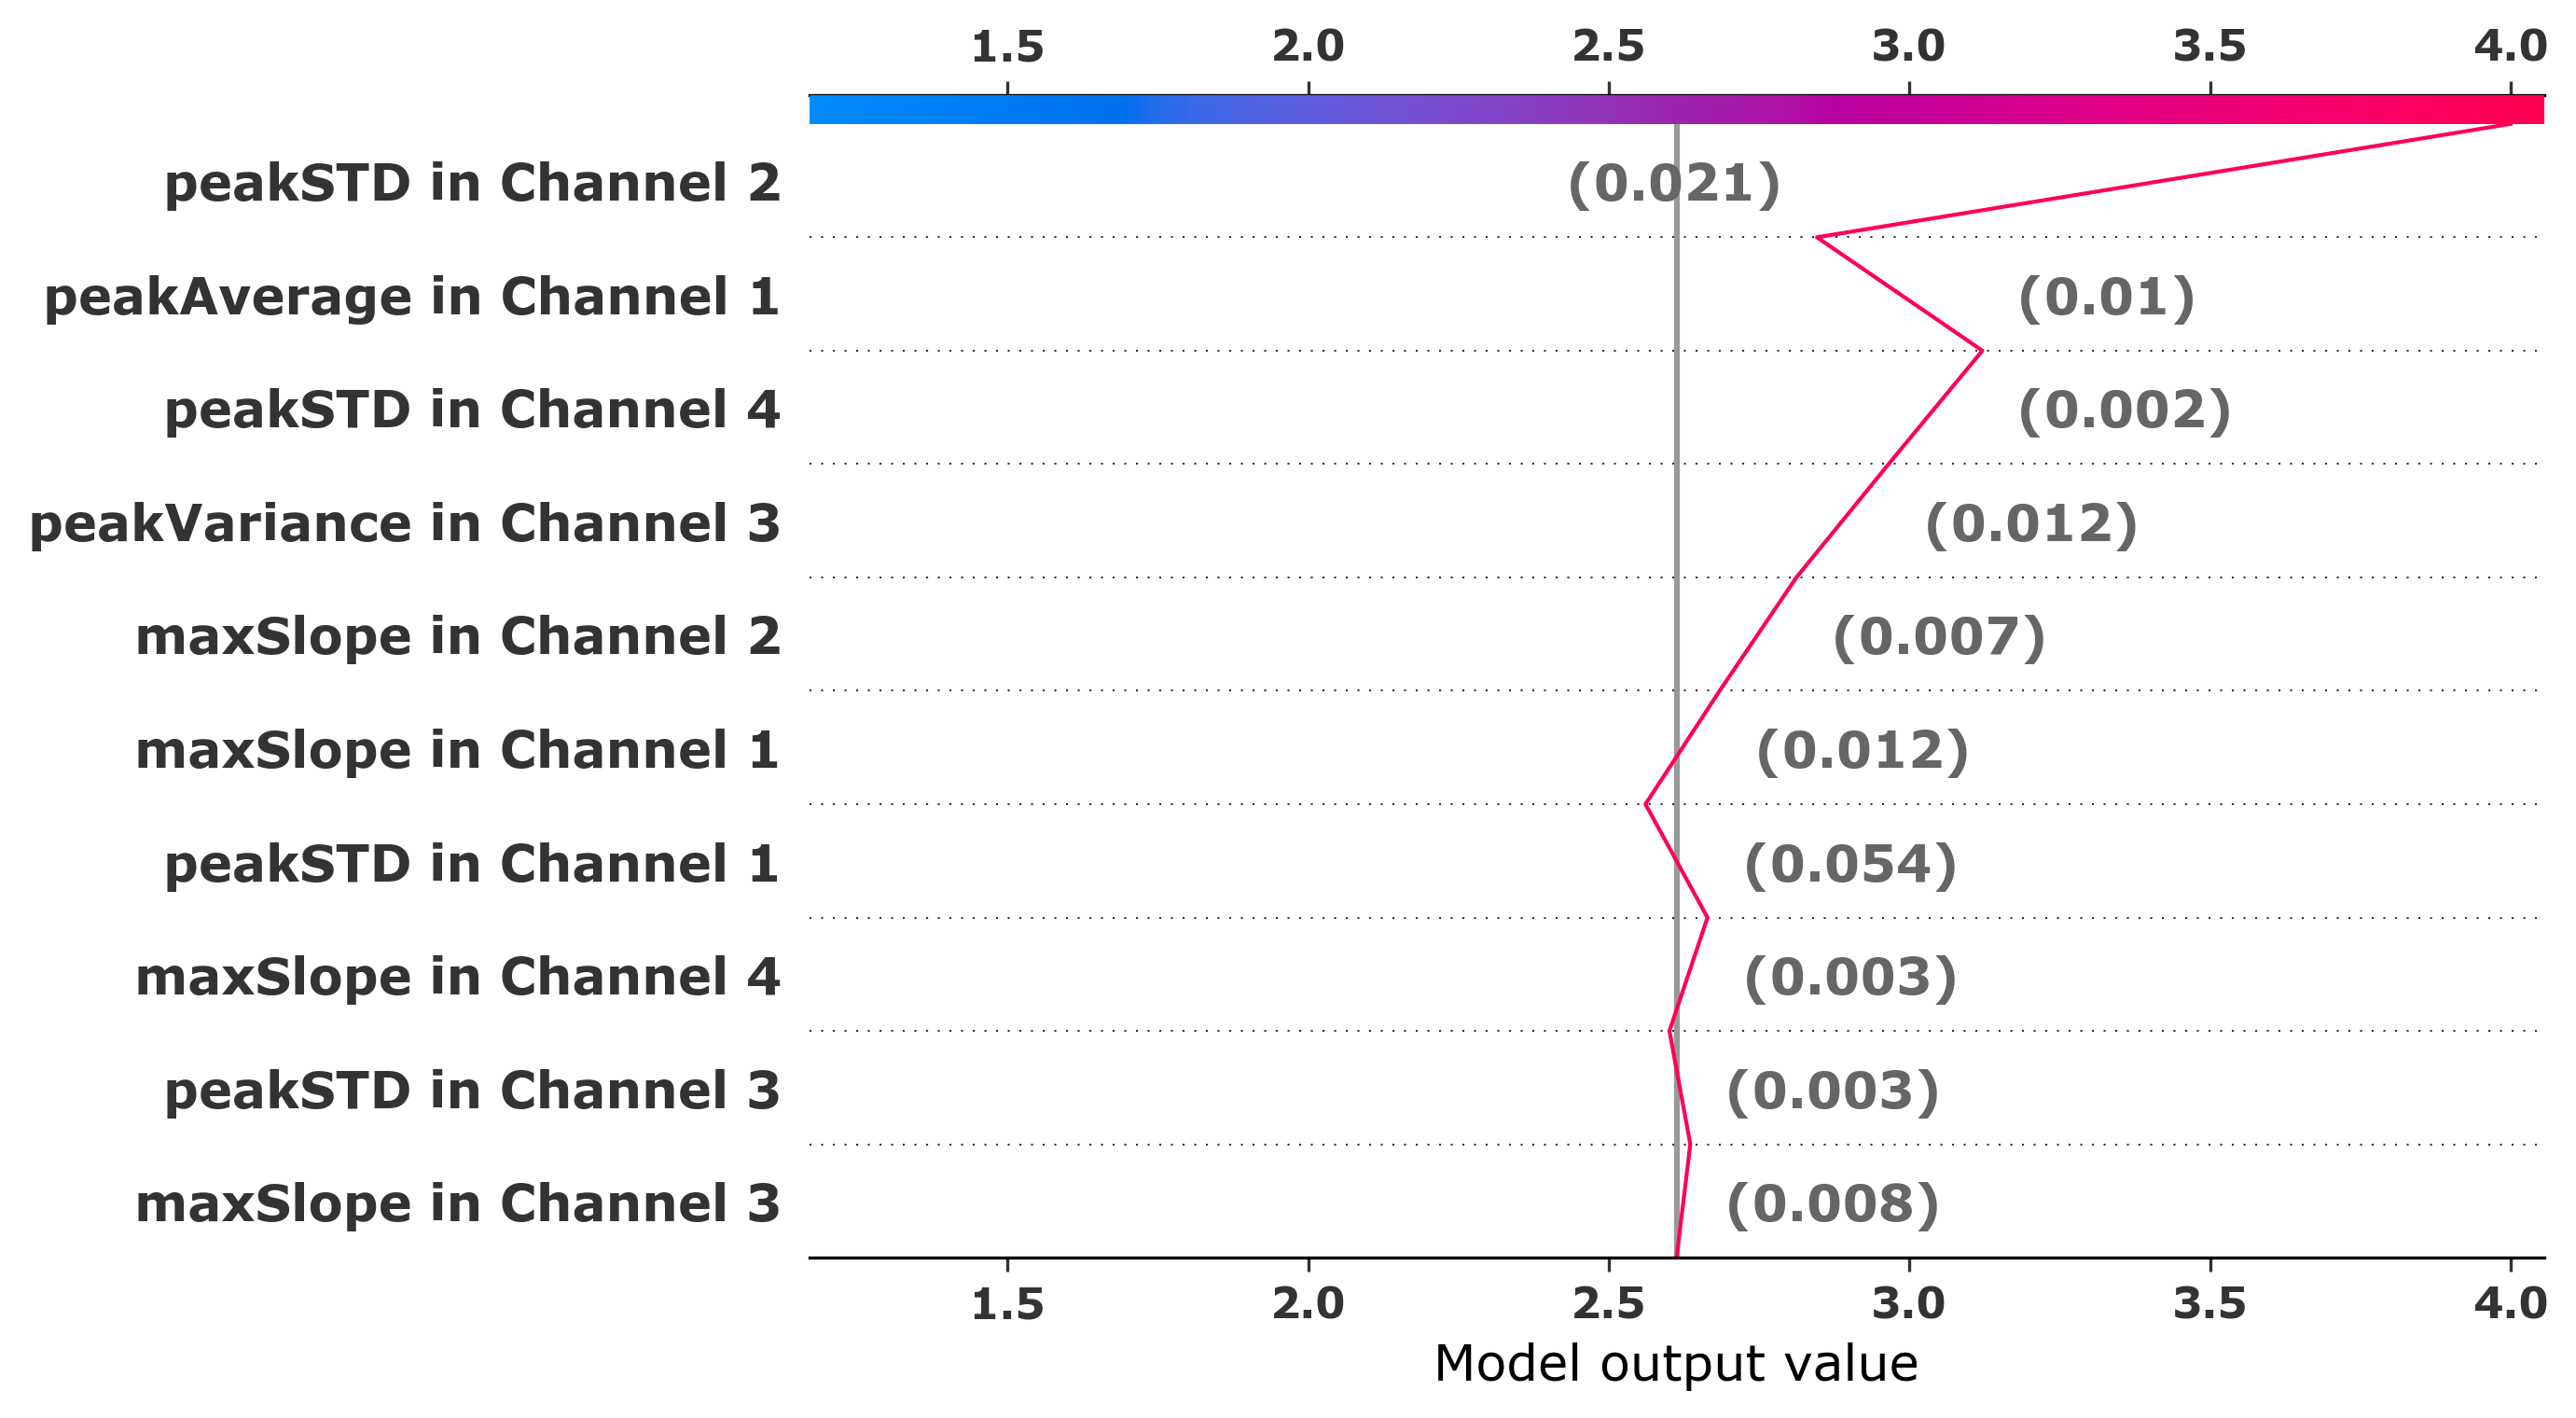 1.5 2.0 2.5 3.0 3.5 4.0
peakSTD in Channel 2 (0.021)
peakAverage in Channel 1 (0.01)
peakSTD in Channel 4 (0.002)
peakVariance in Channel 3 (0.012)
maxSlope in Channel 2 (0.007)
maxSlope in Channel 1 (0.012)
peakSTD in Channel 1 (0.054)
maxSlope in Channel 4 (0.003)
peakSTD in Channel 3 (0.003)
maxSlope in Channel 3 (0.008)
1.5 2.0 2.5 3.0 3.5 4.0
Model output value